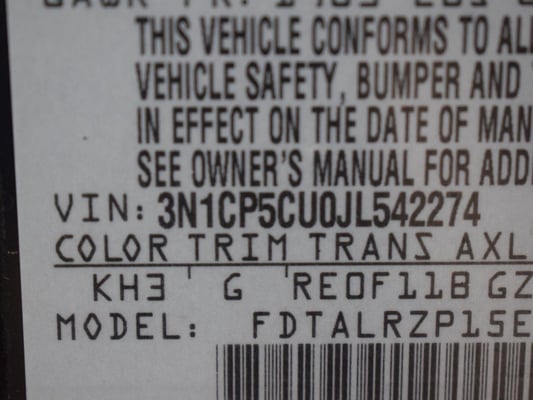 THIS VEHICLE CONFORMS TO ALL
VEHICLE SAFETY, BUMPER AND
IN EFFECT ON THE DATE OF MAN
SEE OWNER'S MANUAL FOR ADD
VIN: 3N1CP5CU0JL542274
COLOR TRIM TRANS AXL
KH3 G RE0F11B GZ
MODEL: FDTALRZP15E